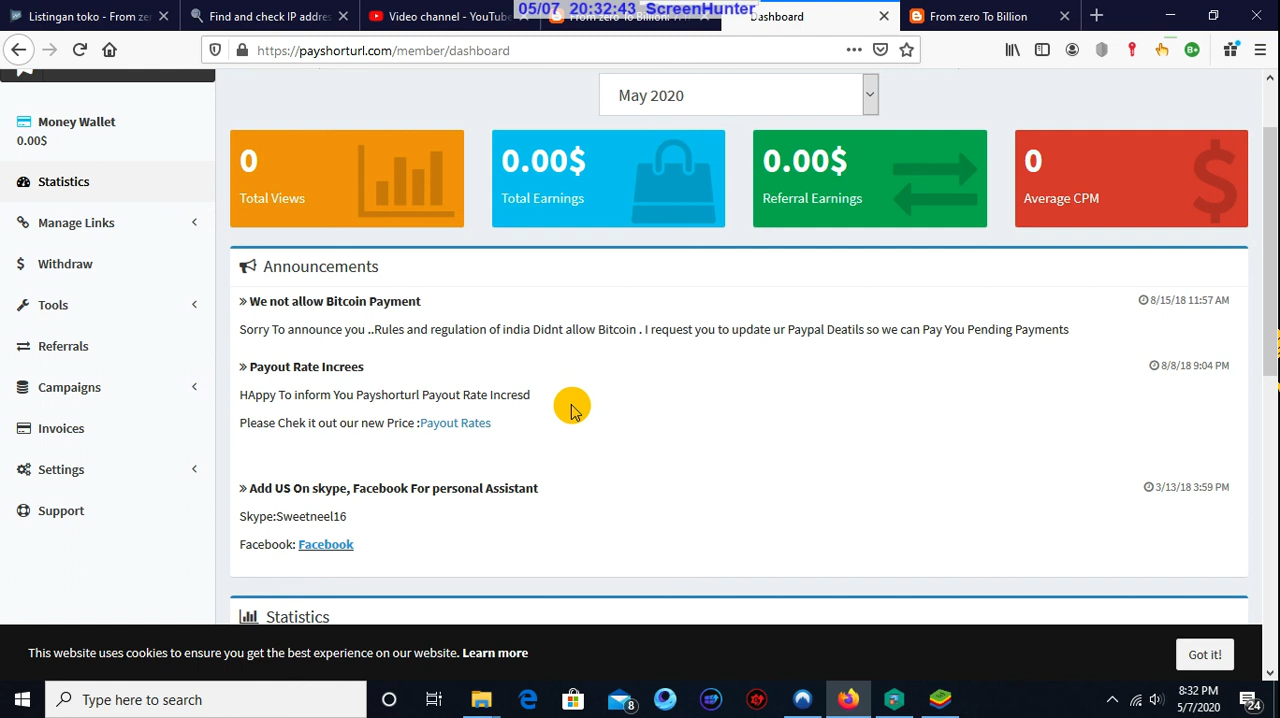 05/07 20:32:43 ScreenHunter
Listingan toko - From zer
Find and check IP addres
Video channel - YouTube
From zero To Billion:
Dashboard
From zero To Billion
https://payshorturl.com/member/dashboard
May 2020
Money Wallet
0.00$
Statistics
Manage Links
Withdraw
Tools
Referrals
Campaigns
Invoices
Settings
Support
0
Total Views
0.00$
Total Earnings
0.00$
Referral Earnings
0
Average CPM
Announcements
» We not allow Bitcoin Payment
8/15/18 11:57 AM
Sorry To announce you ..Rules and regulation of india Didnt allow Bitcoin . I request you to update ur Paypal Deatils so we can Pay You Pending Payments
» Payout Rate Increes
8/8/18 9:04 PM
HAppy To inform You Payshorturl Payout Rate Incresd
Please Chek it out our new Price :Payout Rates
» Add US On skype, Facebook For personal Assistant
3/13/18 3:59 PM
Skype:Sweetneel16
Facebook: Facebook
Statistics
This website uses cookies to ensure you get the best experience on our website. Learn more
Got it!
Type here to search
8
8:32 PM
5/7/2020
24